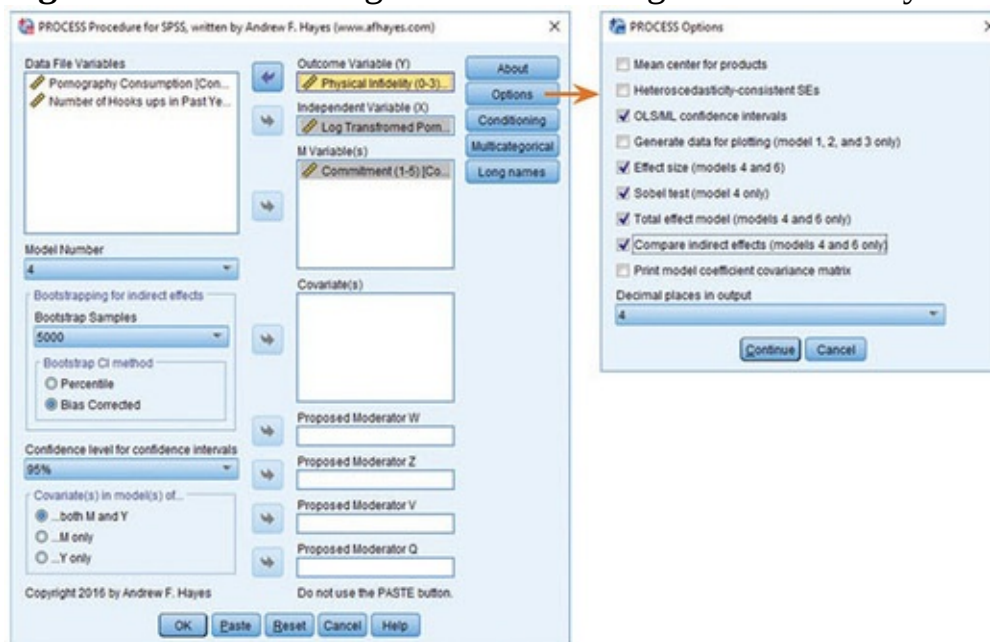 PROCESS Procedure for SPSS, written by Andrew F. Hayes (www.afhayes.com)
Data File Variables
Pornography Consumption [Con...
Number of Hooks ups in Past Ye...
Model Number
4
Bootstrapping for indirect effects
Bootstrap Samples
5000
Bootstrap CI method
Percentile
Bias Corrected
Confidence level for confidence intervals
95%
Covariate(s) in model(s) of...
...both M and Y
...M only
...Y only
Copyright 2016 by Andrew F. Hayes
Outcome Variable (Y)
Physical Infidelity (0-3)...
Independent Variable (X)
Log Transfromed Porn...
M Variable(s)
Commitment (1-5) [Co...
Covariate(s)
Proposed Moderator W
Proposed Moderator Z
Proposed Moderator V
Proposed Moderator Q
Do not use the PASTE button.
About
Options
Conditioning
Multicategorical
Long names
OK Paste Reset Cancel Help
PROCESS Options
Mean center for products
Heteroscedasticity-consistent SEs
OLS/ML confidence intervals
Generate data for plotting (model 1, 2, and 3 only)
Effect size (models 4 and 6)
Sobel test (model 4 only)
Total effect model (models 4 and 6 only)
Compare indirect effects (models 4 and 6 only)
Print model coefficient covariance matrix
Decimal places in output
4
Continue Cancel